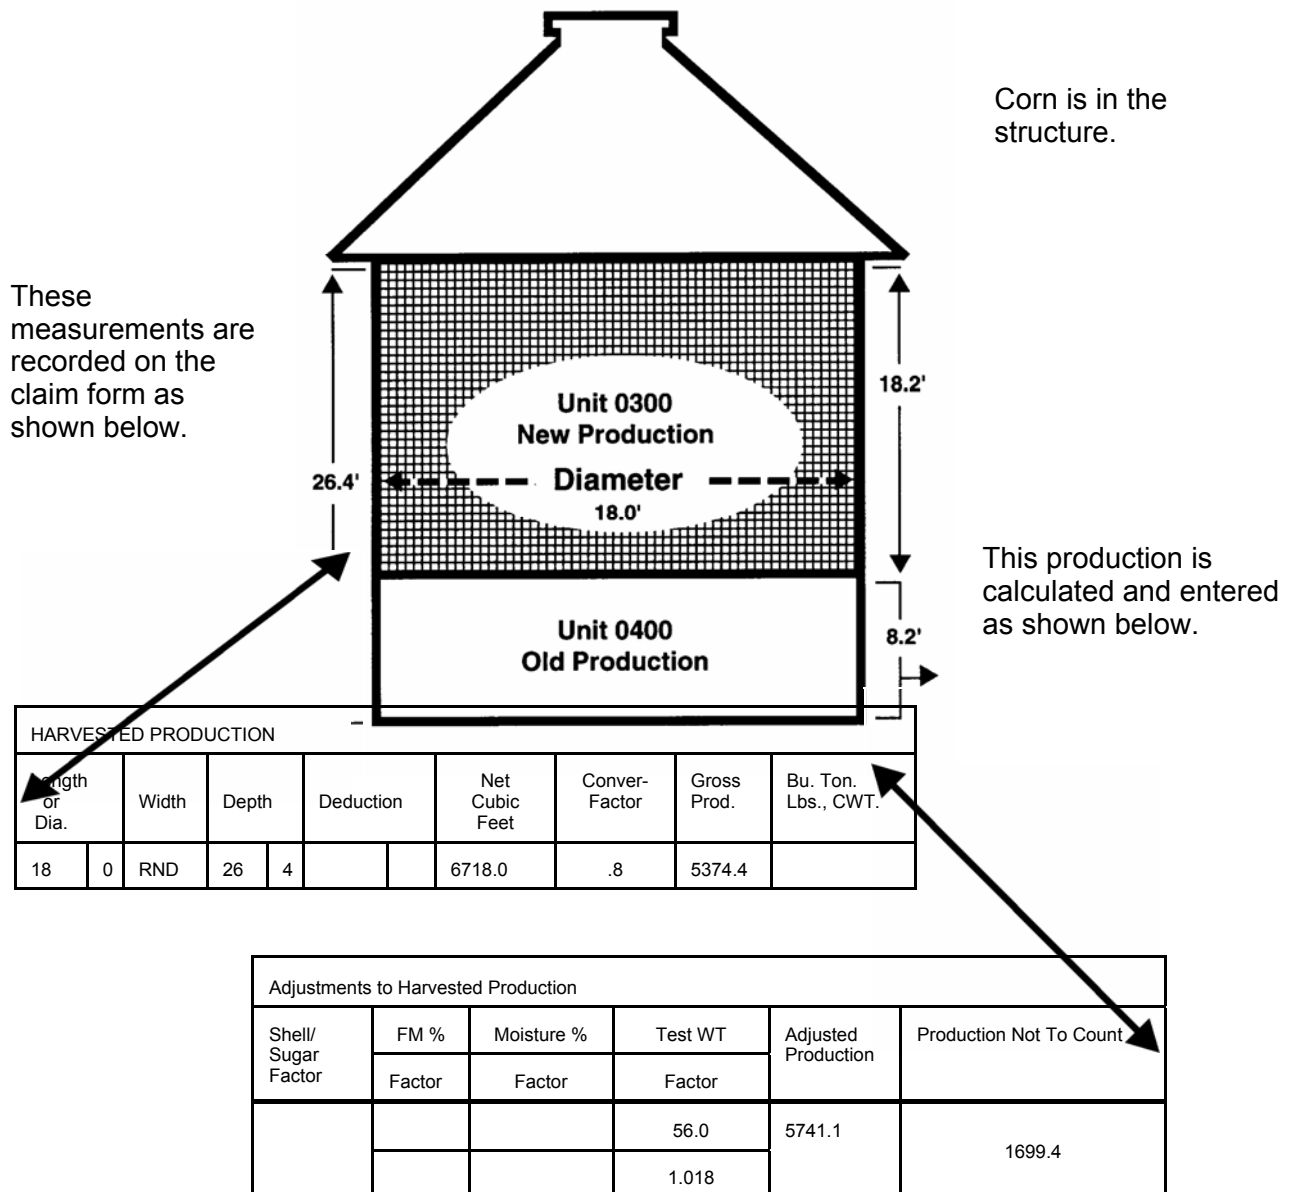 Corn is in the
structure.
These
measurements are
recorded on the
claim form as
shown below.
18.2'
Unit 0300
New Production
26.4'
Diameter
18.0'
This production is
calculated and entered
as shown below.
Unit 0400
Old Production
8.2'
HARVESTED PRODUCTION
or
Dia.
Width
Depth
Deduction
Net
Cubic
Feet
Conver-
Factor
Gross
Prod.
Bu. Ton.
Lbs., CWT.
18 0 RND 26 4 6718.0 .8 5374.4
Adjustments to Harvested Production
Shell/
Sugar
Factor
FM %
Factor
Moisture %
Factor
Test WT
Factor
Adjusted
Production
Production Not To Count
56.0 5741.1
1699.4
1.018